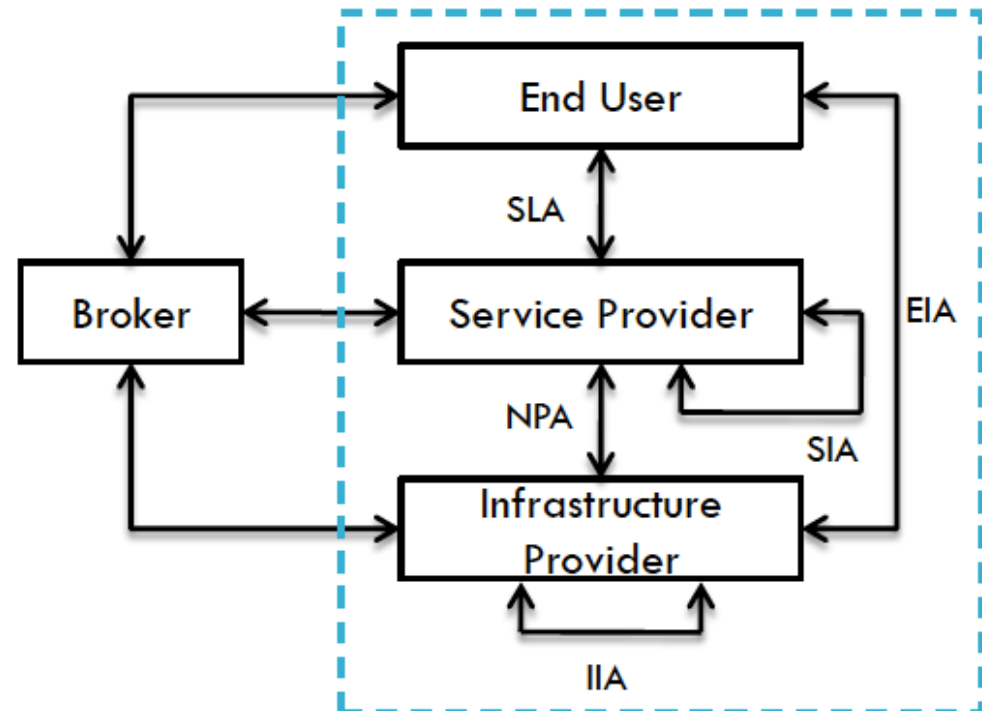 End User
SLA
Broker
Service Provider
EIA
NPA
SIA
Infrastructure
Provider
IIA